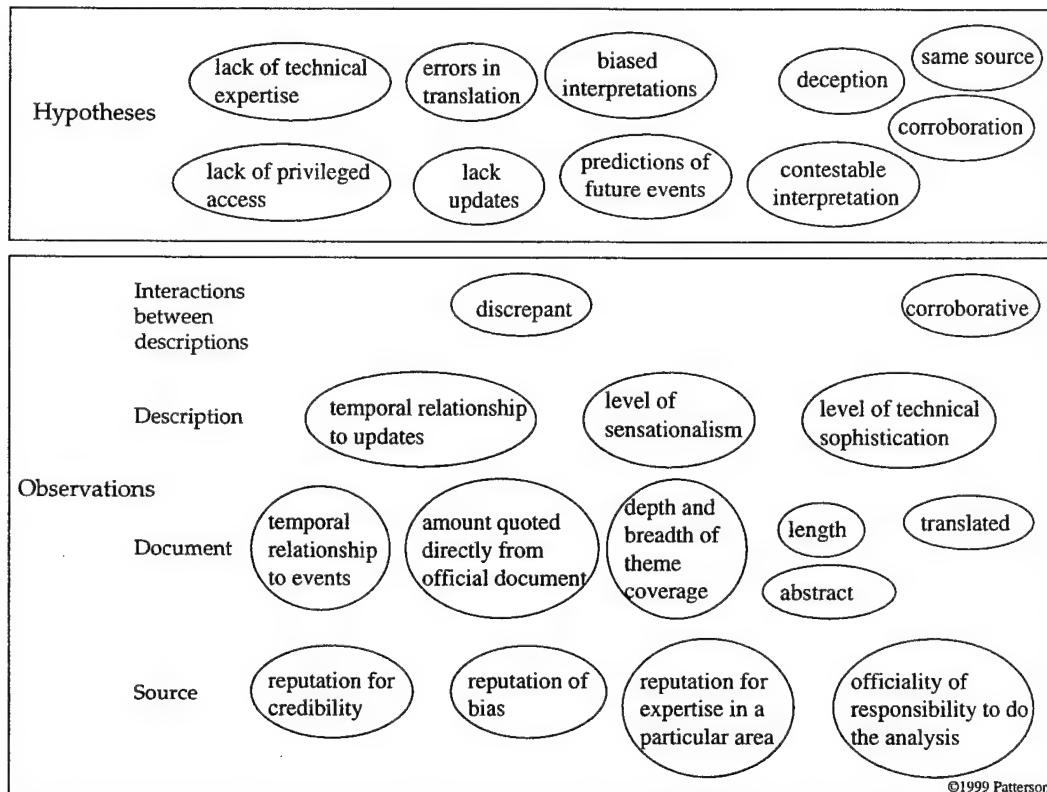 Hypotheses
lack of technical
expertise
errors in
translation
biased
interpretations
deception
same source
corroboration
lack of privileged
access
lack
updates
predictions of
future events
contestable
interpretation
Observations
Interactions
between
descriptions
discrepant
corroborative
Description
temporal relationship
to updates
level of
sensationalism
level of technical
sophistication
Document
temporal
relationship
to events
amount quoted
directly from
official document
depth and
breadth of
theme
coverage
length
abstract
translated
Source
reputation for
credibility
reputation of
bias
reputation for
expertise in a
particular area
officiality of
responsibility to do
the analysis
©1999 Patterson